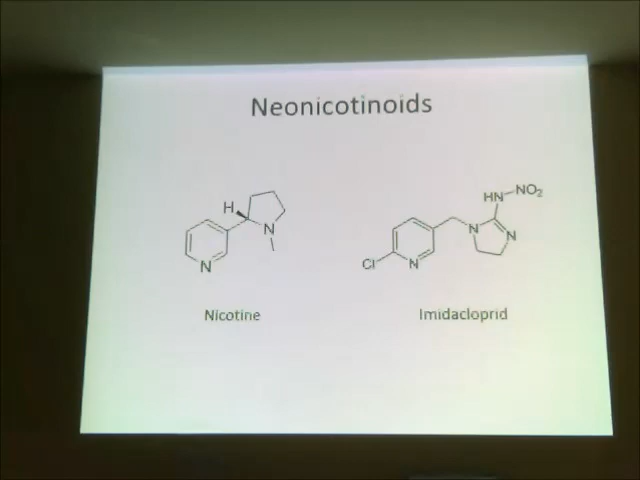 Neonicotinoids
H
N
N
HN-NO₂
N
N
Cl
N
Nicotine
Imidacloprid